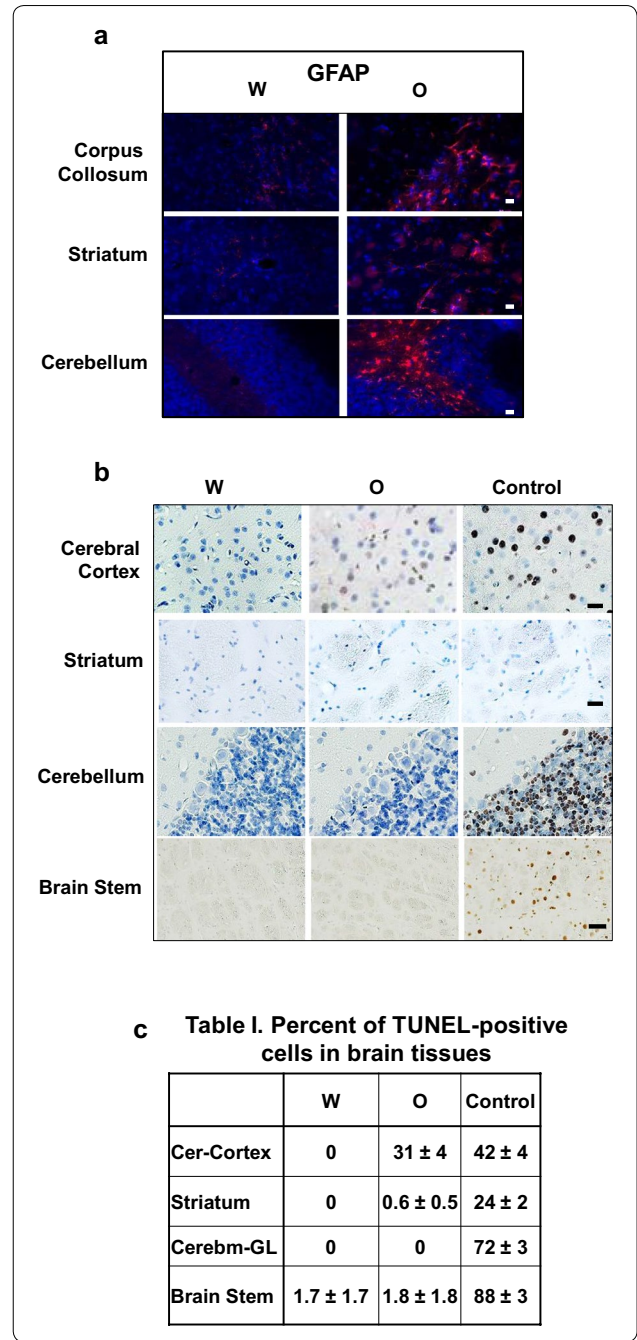 a
GFAP
W O
Corpus
Collosum
Striatum
Cerebellum
b
W O Control
Cerebral
Cortex
Striatum
Cerebellum
Brain Stem
c Table I. Percent of TUNEL-positive
cells in brain tissues
W O Control
Cer-Cortex 0 31 ± 4 42 ± 4
Striatum 0 0.6 ± 0.5 24 ± 2
Cerebm-GL 0 0 72 ± 3
Brain Stem 1.7 ± 1.7 1.8 ± 1.8 88 ± 3